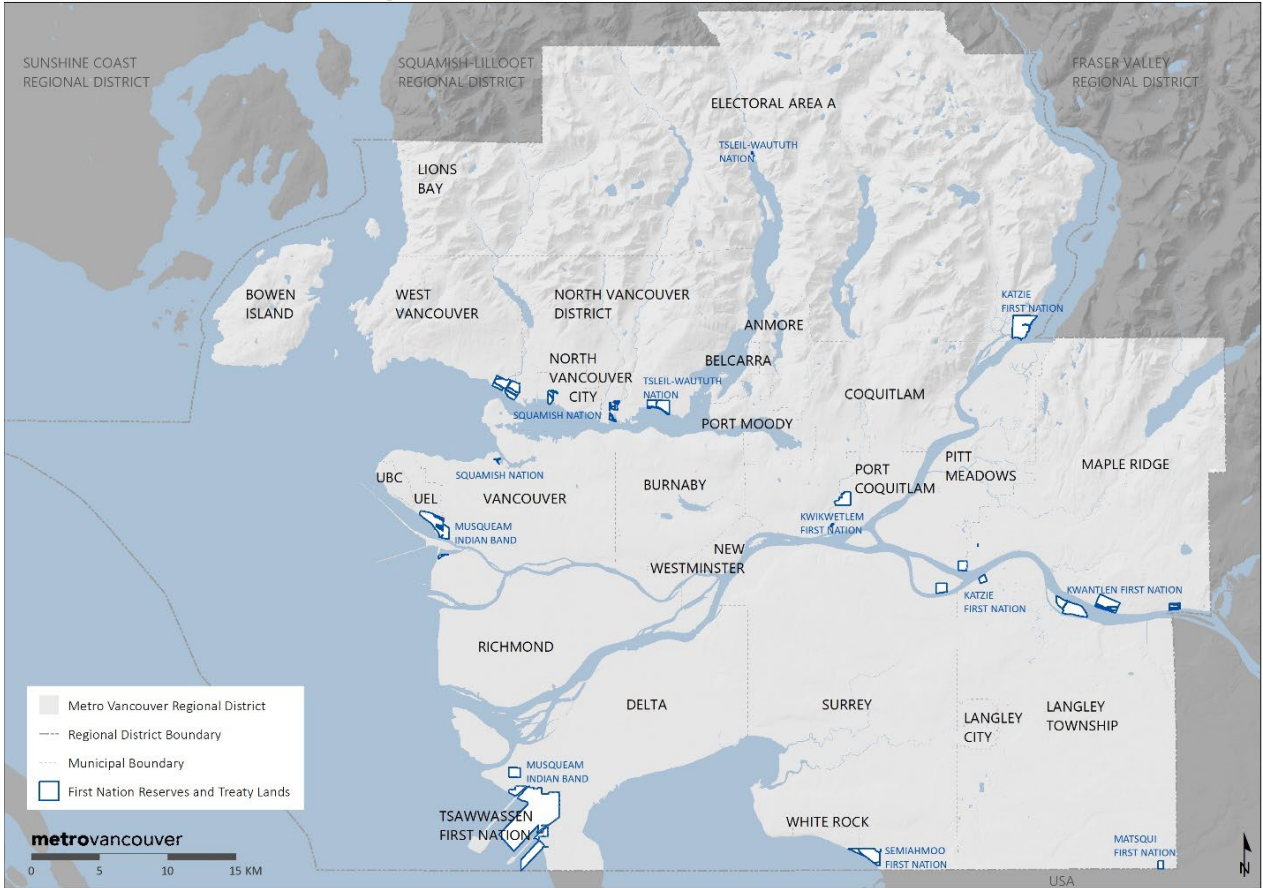 SUNSHINE COAST
REGIONAL DISTRICT
SQUAMISH-LILLOOET
REGIONAL DISTRICT
FRASER VALLEY
REGIONAL DISTRICT
ELECTORAL AREA A
TSLEIL-WAUTUTH
NATION
LIONS
BAY
BOWEN
ISLAND
WEST
VANCOUVER
NORTH VANCOUVER
DISTRICT
KATZIE
FIRST NATION
ANMORE
BELCARRA
NORTH
VANCOUVER
CITY
TSLEIL-WAUTUTH
NATION
SQUAMISH NATION
COQUITLAM
PORT MOODY
PITT
MEADOWS
MAPLE RIDGE
PORT
COQUITLAM
UBC
SQUAMISH NATION
UEL
VANCOUVER
BURNABY
MUSQUEAM
INDIAN BAND
KWIKWETLEM
FIRST NATION
NEW
WESTMINSTER
KATZIE
FIRST NATION
KWANTLEN FIRST NATION
RICHMOND
DELTA
SURREY
LANGLEY
CITY
LANGLEY
TOWNSHIP
MUSQUEAM
INDIAN BAND
TSAWWASSEN
FIRST NATION
WHITE ROCK
SEMIAHMOO
FIRST NATION
MATSQUI
FIRST NATION
USA
Metro Vancouver Regional District
Regional District Boundary
Municipal Boundary
First Nation Reserves and Treaty Lands
metrovancouver
0 5 10 15 KM
N